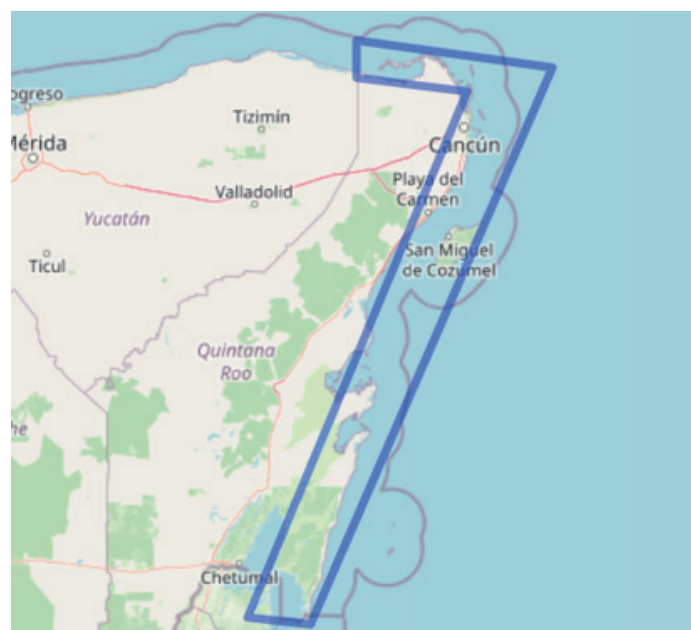 ogreso
Tizimín
Mérida
Cancún
Valladolid
Playa del
Carmen
Yucatán
San Miguel
de Cozumel
Ticul
Quintana
Roo
he
Chetumal